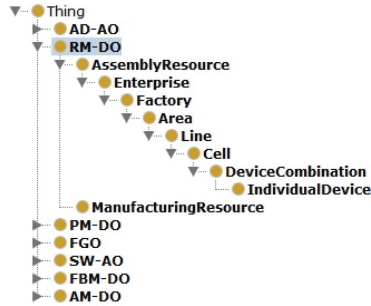 Thing
AD-AO
RM-DO
AssemblyResource
Enterprise
Factory
Area
Line
Cell
DeviceCombination
IndividualDevice
ManufacturingResource
PM-DO
FGO
SW-AO
FBM-DO
AM-DO